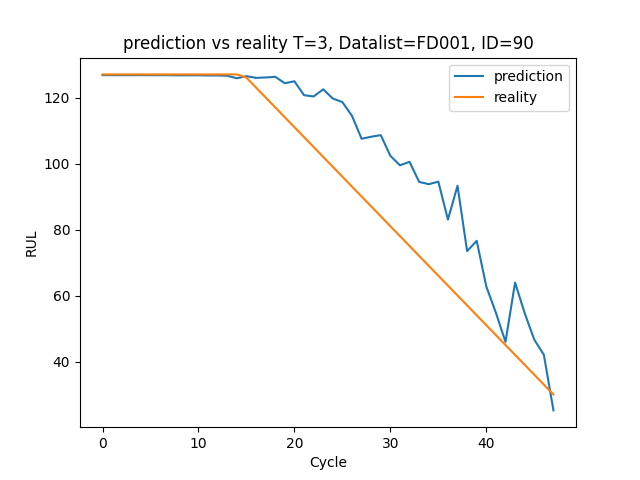 prediction vs reality T=3, Datalist=FD001, ID=90
prediction
reality
RUL
120
100
80
60
40
0 10 20 30 40
Cycle